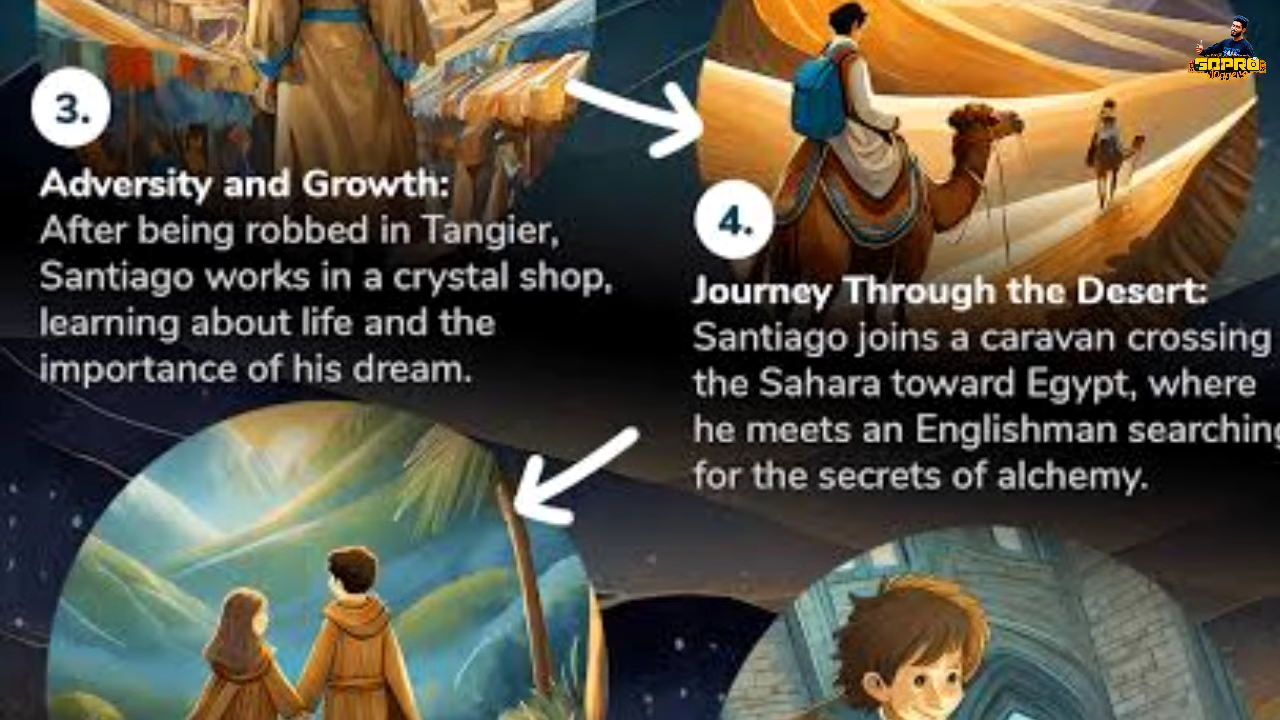 3.
Adversity and Growth:
After being robbed in Tangier,
Santiago works in a crystal shop,
learning about life and the
importance of his dream.
4.
Journey Through the Desert:
Santiago joins a caravan crossing
the Sahara toward Egypt, where
he meets an Englishman searching
for the secrets of alchemy.
SQPRO